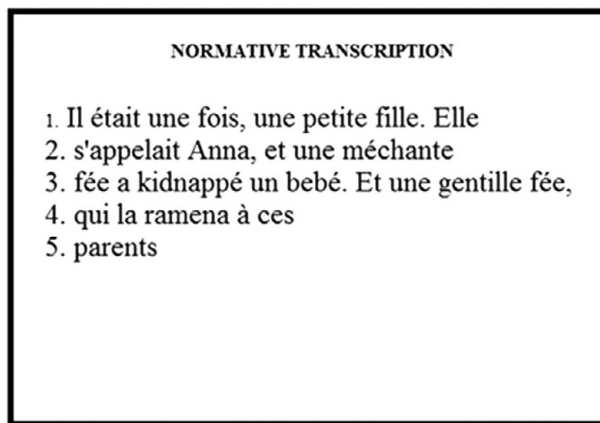 NORMATIVE TRANSCRIPTION
1. Il était une fois, une petite fille. Elle
2. s'appelait Anna, et une méchante
3. fée a kidnappé un bebé. Et une gentille fée,
4. qui la ramena à ces
5. parents